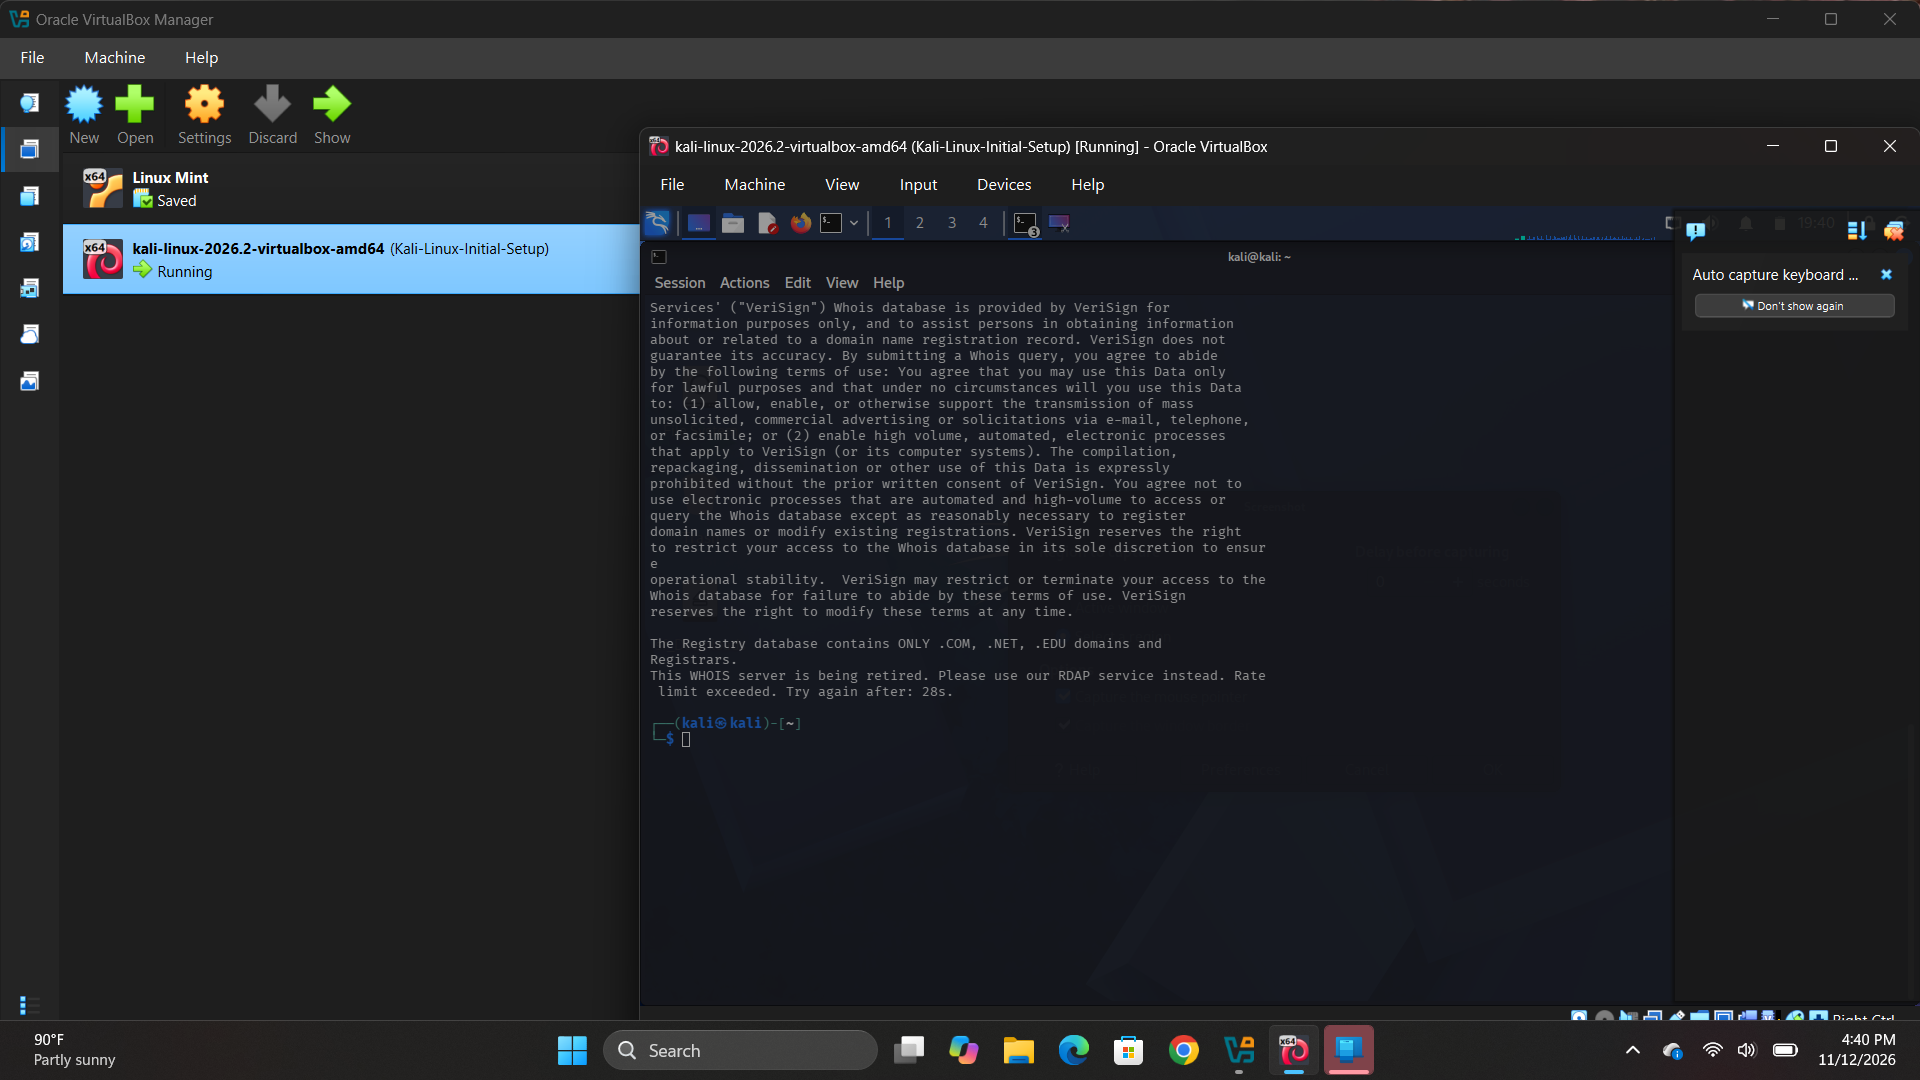 Oracle VirtualBox Manager
File Machine Help
New Open Settings Discard Show
x64 Linux Mint
Saved
x64 kali-linux-2026.2-virtualbox-amd64 (Kali-Linux-Initial-Setup)
Running
kali-linux-2026.2-virtualbox-amd64 (Kali-Linux-Initial-Setup) [Running] - Oracle VirtualBox
File Machine View Input Devices Help
1 2 3 4 3 19:40
kali@kali: ~
Session Actions Edit View Help
Auto capture keyboard ...
Don't show again
Services' ("VeriSign") Whois database is provided by VeriSign for
information purposes only, and to assist persons in obtaining information
about or related to a domain name registration record. VeriSign does not
guarantee its accuracy. By submitting a Whois query, you agree to abide
by the following terms of use: You agree that you may use this Data only
for lawful purposes and that under no circumstances will you use this Data
to: (1) allow, enable, or otherwise support the transmission of mass
unsolicited, commercial advertising or solicitations via e-mail, telephone,
or facsimile; or (2) enable high volume, automated, electronic processes
that apply to VeriSign (or its computer systems). The compilation,
repackaging, dissemination or other use of this Data is expressly
prohibited without the prior written consent of VeriSign. You agree not to
use electronic processes that are automated and high-volume to access or
query the Whois database except as reasonably necessary to register
domain names or modify existing registrations. VeriSign reserves the right
to restrict your access to the Whois database in its sole discretion to ensur
e
operational stability.  VeriSign may restrict or terminate your access to the
Whois database for failure to abide by these terms of use. VeriSign
reserves the right to modify these terms at any time.
The Registry database contains ONLY .COM, .NET, .EDU domains and
Registrars.
This WHOIS server is being retired. Please use our RDAP service instead. Rate
limit exceeded. Try again after: 28s.
┌──(kali㉿kali)-[~]
└─$
Right Ctrl
90°F
Partly sunny
Search
4:40 PM
11/12/2026